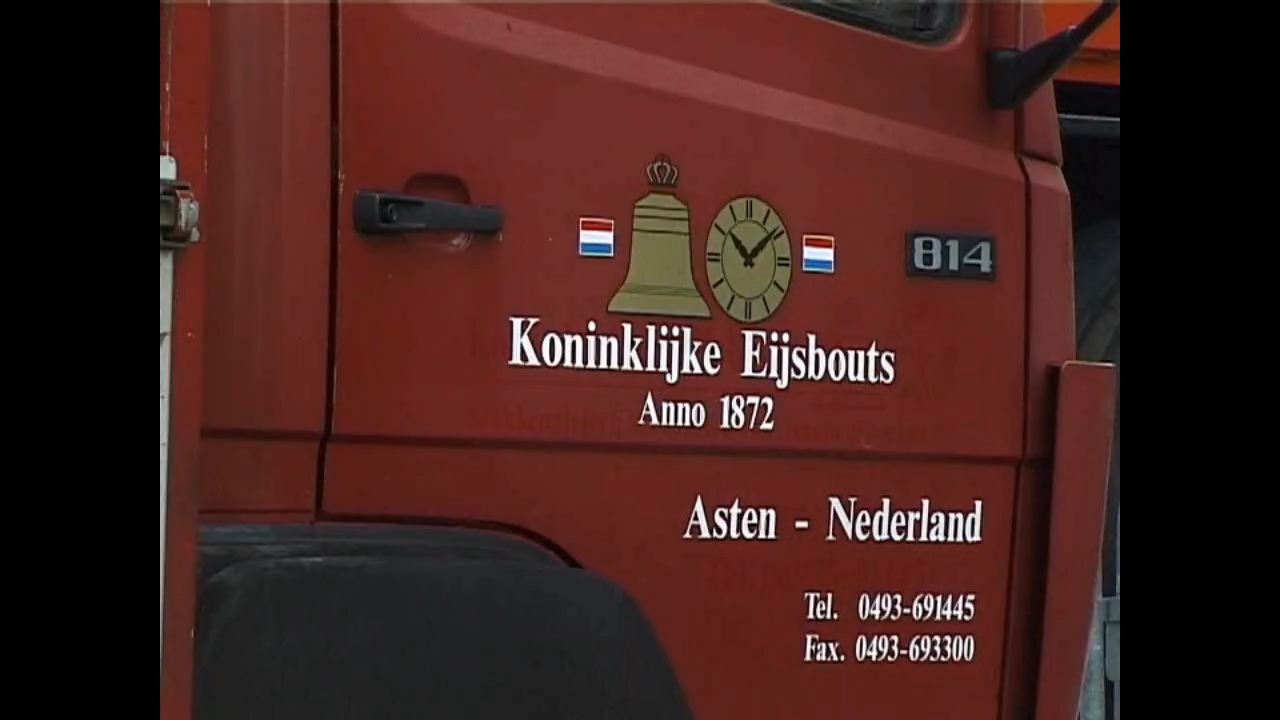 814
Koninklijke Eijsbouts
Anno 1872
Asten - Nederland
Tel. 0493-691445
Fax. 0493-693300